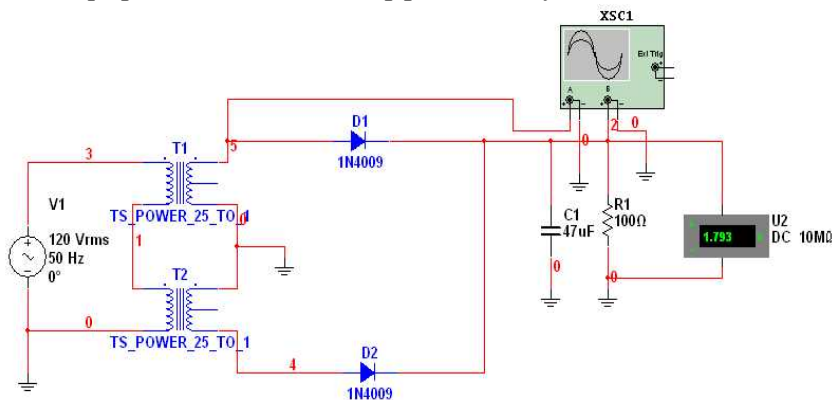 XSC1
Ext Trig
A
B
D1
1N4009
5
2
0
0
3
T1
V1
120 Vrms
50 Hz
0°
TS_POWER_25_TO_1
0
1
T2
0
TS_POWER_25_TO_1
4
D2
1N4009
C1
47uF
0
R1
100Ω
0
1.793
U2
DC 10MΩ